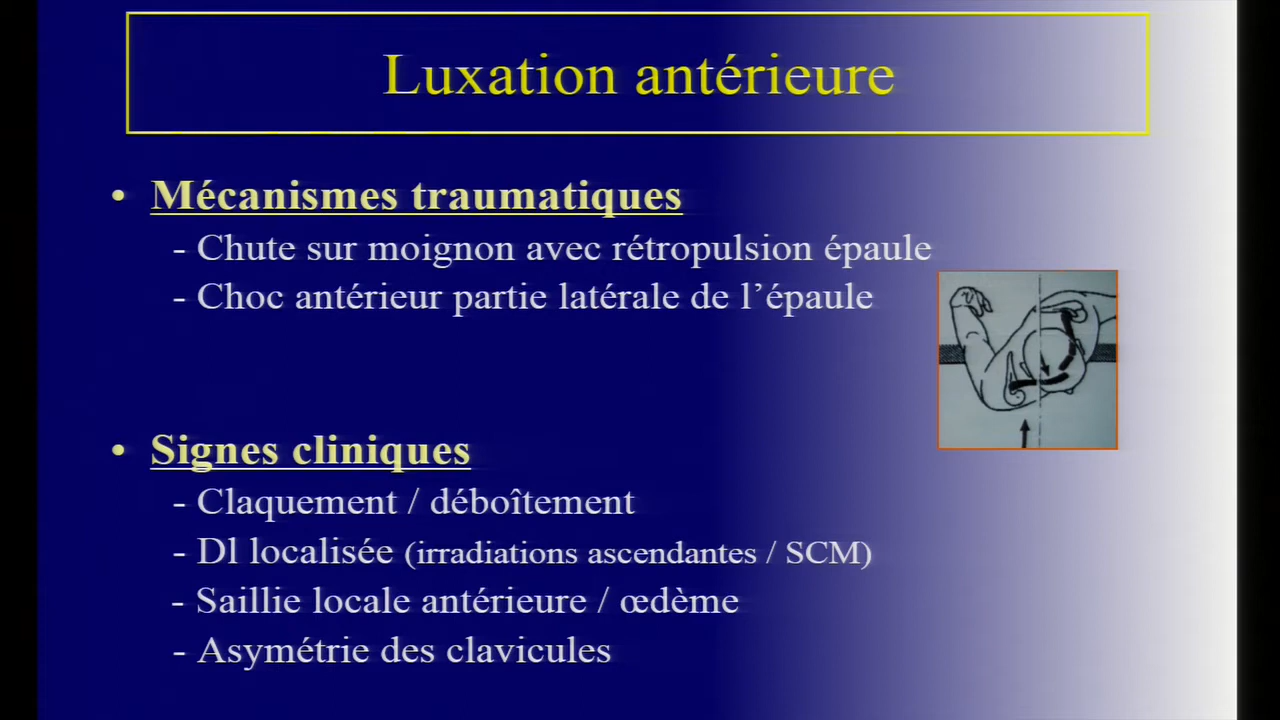 Luxation antérieure
• Mécanismes traumatiques
- Chute sur moignon avec rétropulsion épaule
- Choc antérieur partie latérale de l’épaule
• Signes cliniques
- Claquement / déboîtement
- Dl localisée (irradiations ascendantes / SCM)
- Saillie locale antérieure / œdème
- Asymétrie des clavicules